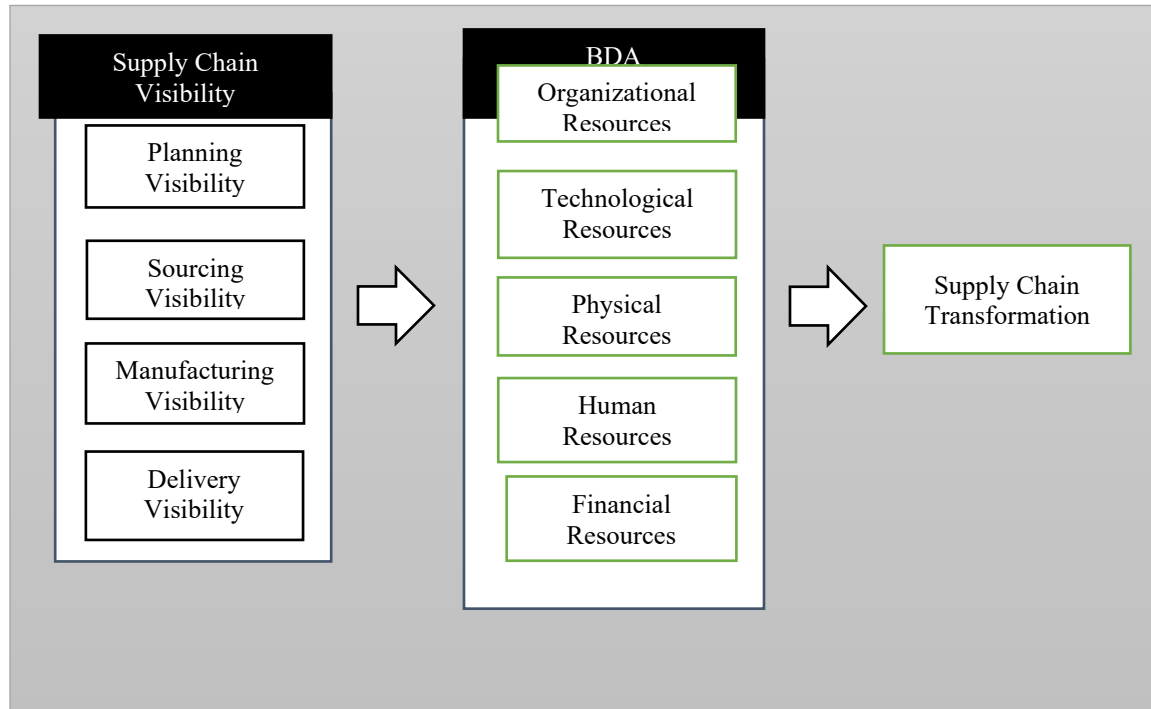 Supply Chain
Visibility
Planning
Visibility
Sourcing
Visibility
Manufacturing
Visibility
Delivery
Visibility
BDA
Organizational
Resources
Technological
Resources
Physical
Resources
Human
Resources
Financial
Resources
Supply Chain
Transformation